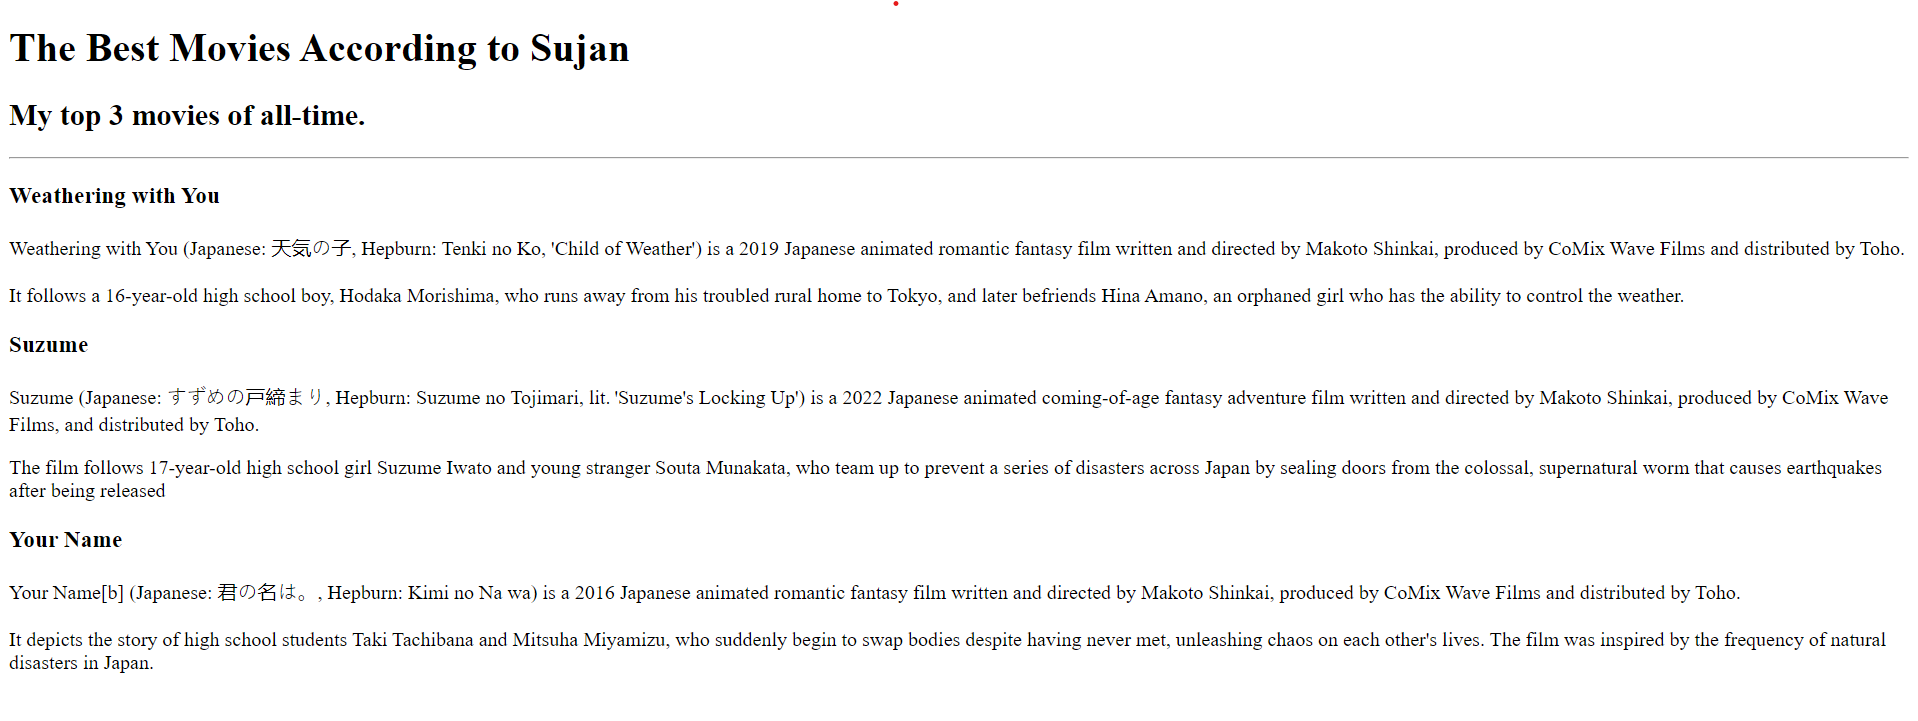 The Best Movies According to Sujan
My top 3 movies of all-time.
Weathering with You
Weathering with You (Japanese: 天気の子, Hepburn: Tenki no Ko, 'Child of Weather') is a 2019 Japanese animated romantic fantasy film written and directed by Makoto Shinkai, produced by CoMix Wave Films and distributed by Toho.
It follows a 16-year-old high school boy, Hodaka Morishima, who runs away from his troubled rural home to Tokyo, and later befriends Hina Amano, an orphaned girl who has the ability to control the weather.
Suzume
Suzume (Japanese: すずめの戸締まり, Hepburn: Suzume no Tojimari, lit. 'Suzume's Locking Up') is a 2022 Japanese animated coming-of-age fantasy adventure film written and directed by Makoto Shinkai, produced by CoMix Wave
Films, and distributed by Toho.
The film follows 17-year-old high school girl Suzume Iwato and young stranger Souta Munakata, who team up to prevent a series of disasters across Japan by sealing doors from the colossal, supernatural worm that causes earthquakes
after being released
Your Name
Your Name[b] (Japanese: 君の名は。, Hepburn: Kimi no Na wa) is a 2016 Japanese animated romantic fantasy film written and directed by Makoto Shinkai, produced by CoMix Wave Films and distributed by Toho.
It depicts the story of high school students Taki Tachibana and Mitsuha Miyamizu, who suddenly begin to swap bodies despite having never met, unleashing chaos on each other's lives. The film was inspired by the frequency of natural
disasters in Japan.